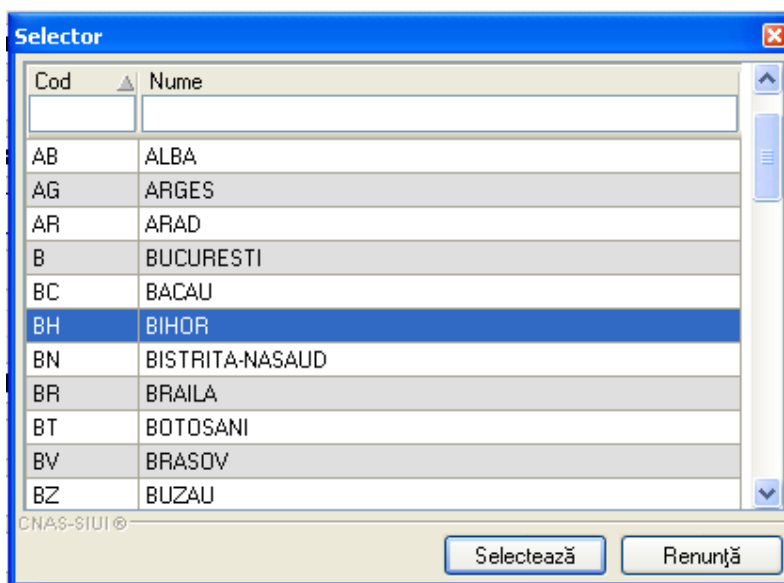 Selector
Cod Nume
AB ALBA
AG ARGES
AR ARAD
B BUCURESTI
BC BACAU
BH BIHOR
BN BISTRITA-NASAUD
BR BRAILA
BT BOTOSANI
BV BRASOV
BZ BUZAU
CNAS-SIUI®
Selectează Renunţă